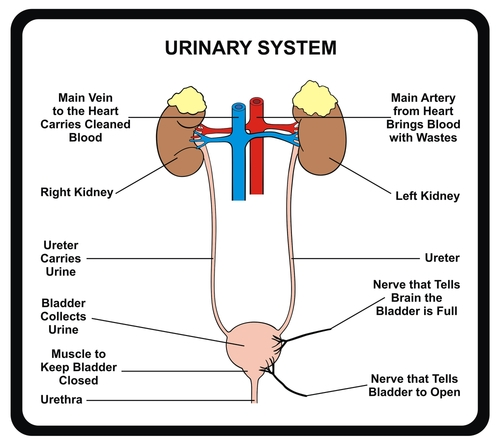 URINARY SYSTEM
Main Vein
to the Heart
Carries Cleaned
Blood
Main Artery
from Heart
Brings Blood
with Wastes
Right Kidney
Left Kidney
Ureter
Carries
Urine
Ureter
Nerve that Tells
Brain the
Bladder is Full
Bladder
Collects
Urine
Muscle to
Keep Bladder
Closed
Nerve that Tells
Bladder to Open
Urethra